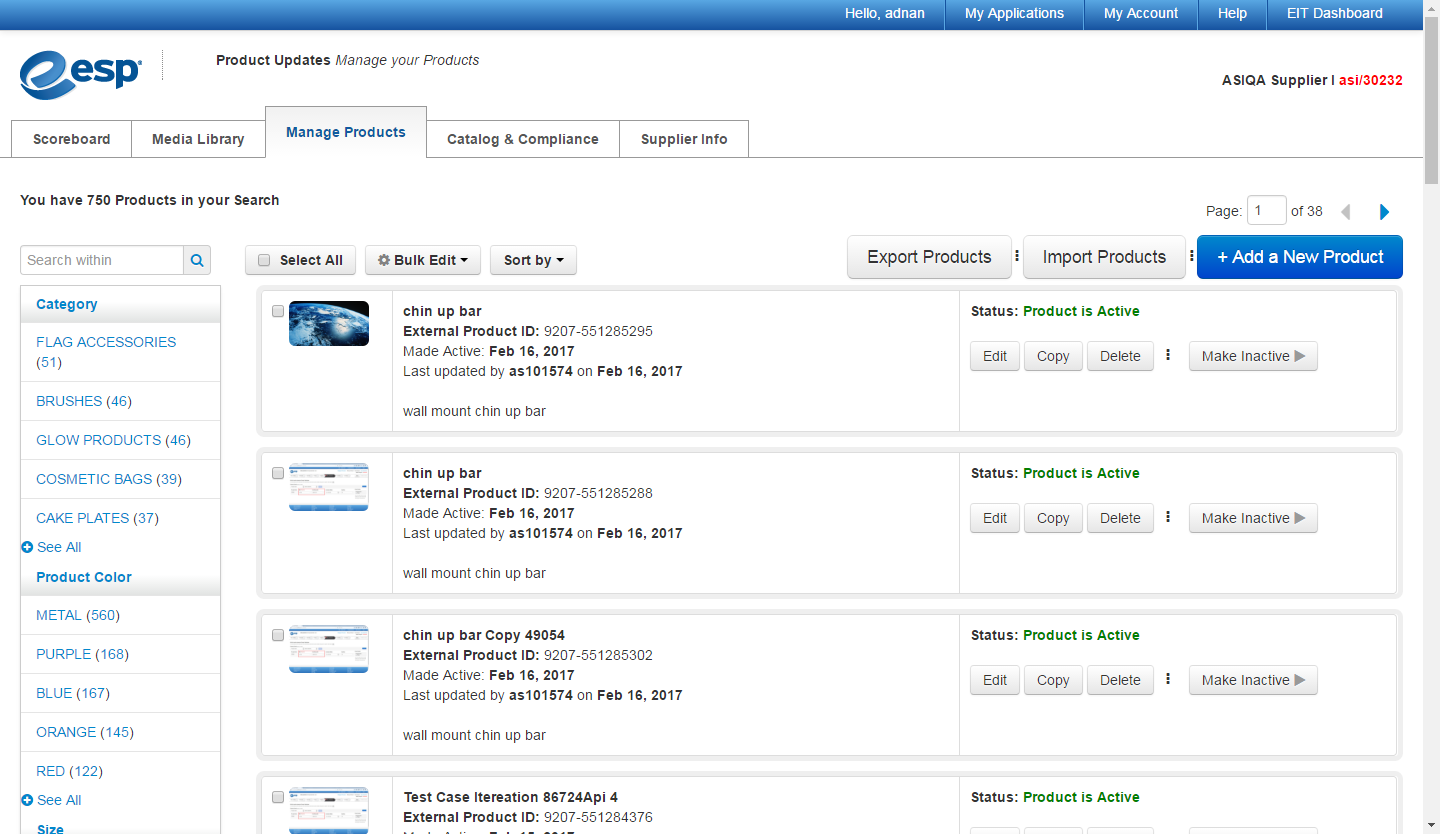 Hello, adnan
My Applications
My Account
Help
EIT Dashboard
esp
Product Updates Manage your Products
ASIQA Supplier I asi/30232
Scoreboard
Media Library
Manage Products
Catalog & Compliance
Supplier Info
You have 750 Products in your Search
Page: 1 of 38
Search within
Select All
Bulk Edit
Sort by
Export Products
Import Products
+ Add a New Product
Category
FLAG ACCESSORIES
(51)
BRUSHES (46)
GLOW PRODUCTS (46)
COSMETIC BAGS (39)
CAKE PLATES (37)
See All
Product Color
METAL (560)
PURPLE (168)
BLUE (167)
ORANGE (145)
RED (122)
See All
Size
chin up bar
External Product ID: 9207-551285295
Made Active: Feb 16, 2017
Last updated by as101574 on Feb 16, 2017
wall mount chin up bar
Status: Product is Active
Edit
Copy
Delete
Make Inactive
chin up bar
External Product ID: 9207-551285288
Made Active: Feb 16, 2017
Last updated by as101574 on Feb 16, 2017
wall mount chin up bar
Status: Product is Active
Edit
Copy
Delete
Make Inactive
chin up bar Copy 49054
External Product ID: 9207-551285302
Made Active: Feb 16, 2017
Last updated by as101574 on Feb 16, 2017
wall mount chin up bar
Status: Product is Active
Edit
Copy
Delete
Make Inactive
Test Case Itereation 86724Api 4
External Product ID: 9207-551284376
Status: Product is Active